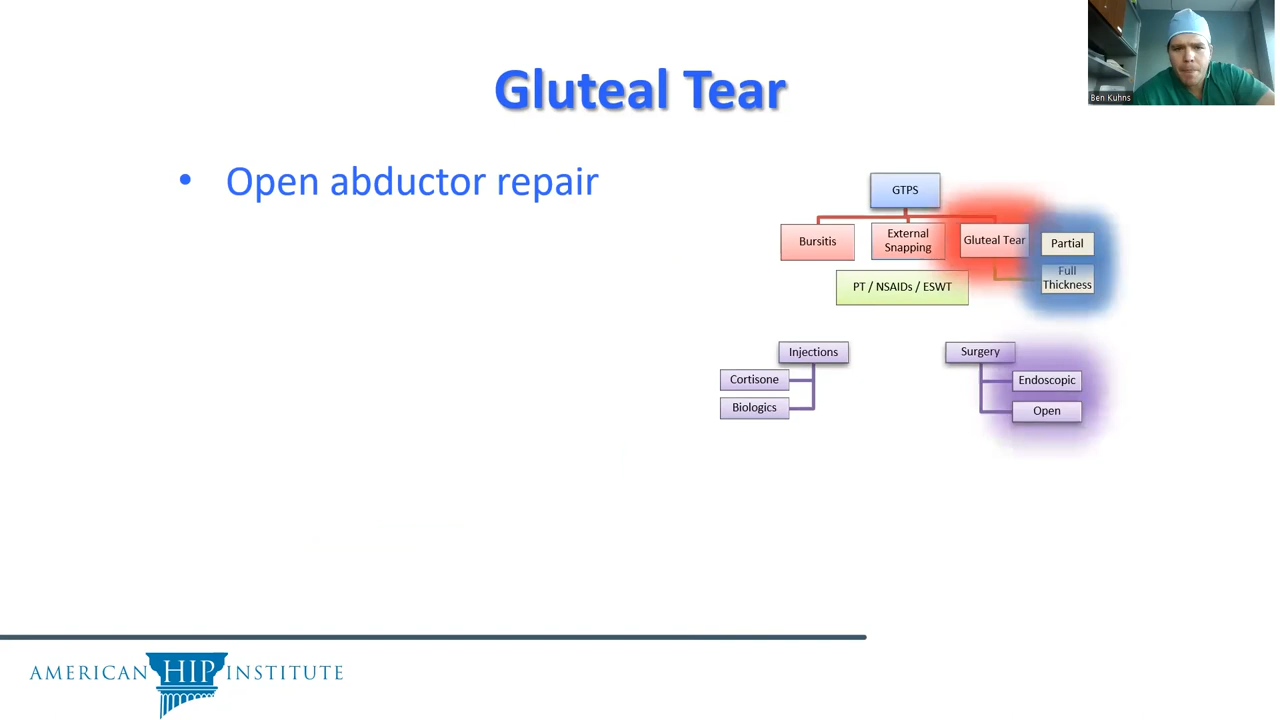 Ben Kuhns
Gluteal Tear
• Open abductor repair
GTPS
Bursitis
External
Snapping
Gluteal Tear
Partial
Full
Thickness
PT / NSAIDs / ESWT
Injections
Cortisone
Biologics
Surgery
Endoscopic
Open
AMERICAN HIP INSTITUTE